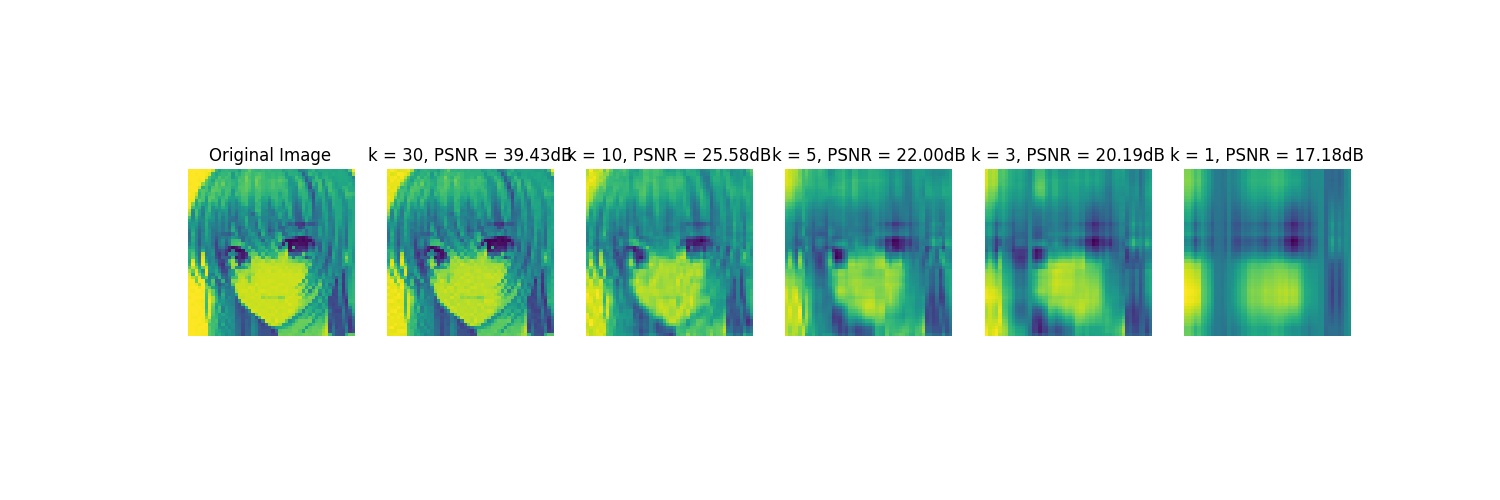 Original Image
k = 30, PSNR = 39.43dB
k = 10, PSNR = 25.58dB
k = 5, PSNR = 22.00dB
k = 3, PSNR = 20.19dB
k = 1, PSNR = 17.18dB